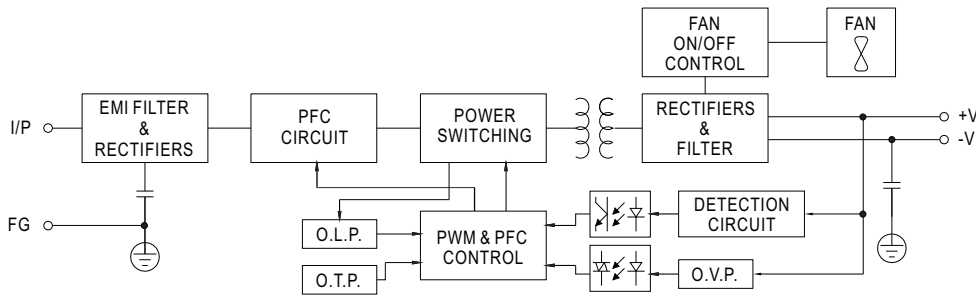 FAN
ON/OFF
CONTROL
FAN
I/P
EMI FILTER
&
RECTIFIERS
PFC
CIRCUIT
POWER
SWITCHING
RECTIFIERS
&
FILTER
+V
-V
FG
O.L.P.
O.T.P.
PWM & PFC
CONTROL
DETECTION
CIRCUIT
O.V.P.